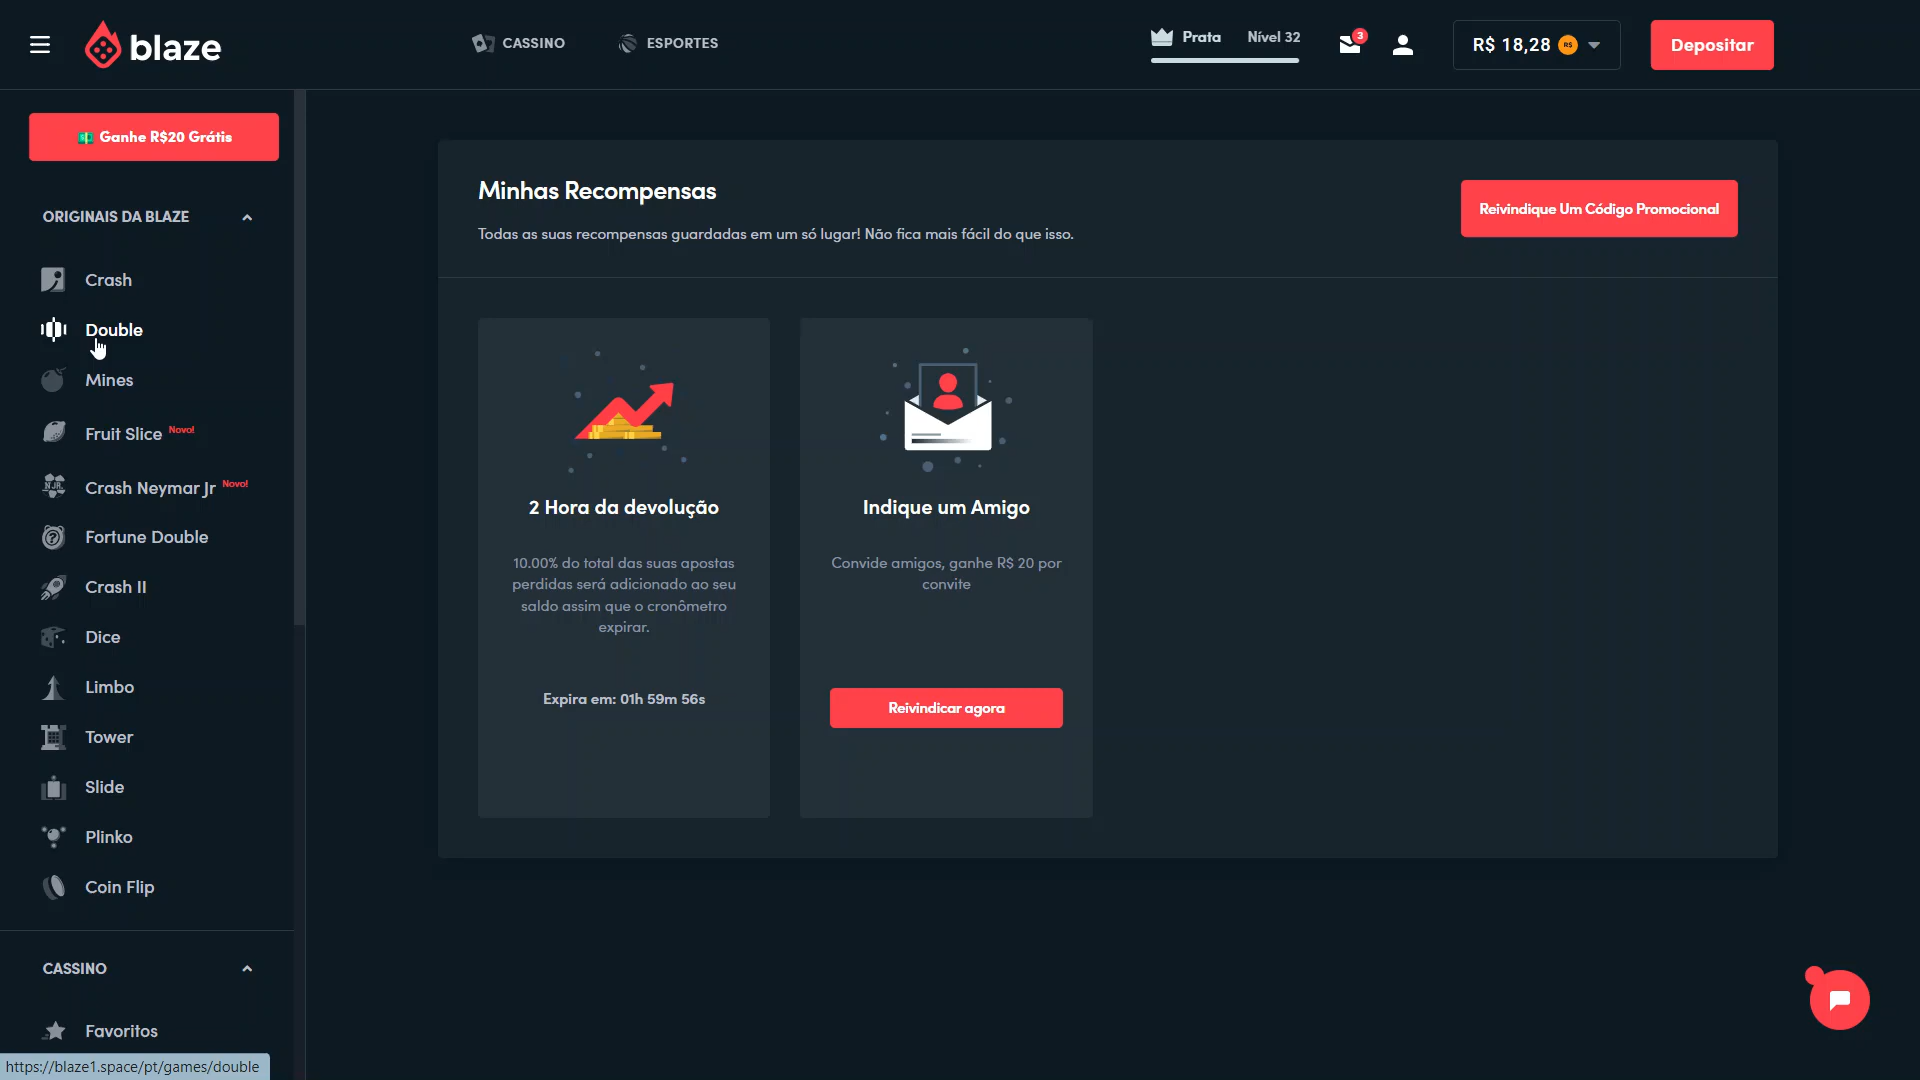 blaze
CASSINO
ESPORTES
Prata
Nível 32
3
R$ 18,28
R$
Depositar
Ganhe R$20 Grátis
ORIGINAIS DA BLAZE
Crash
Double
Mines
Fruit Slice Novo!
Crash Neymar Jr Novo!
Fortune Double
Crash II
Dice
Limbo
Tower
Slide
Plinko
Coin Flip
CASSINO
Favoritos
https://blaze1.space/pt/games/double
Minhas Recompensas
Todas as suas recompensas guardadas em um só lugar! Não fica mais fácil do que isso.
Reivindique Um Código Promocional
2 Hora da devolução
10.00% do total das suas apostas
perdidas será adicionado ao seu
saldo assim que o cronômetro
expirar.
Expira em: 01h 59m 56s
Indique um Amigo
Convide amigos, ganhe R$ 20 por
convite
Reivindicar agora